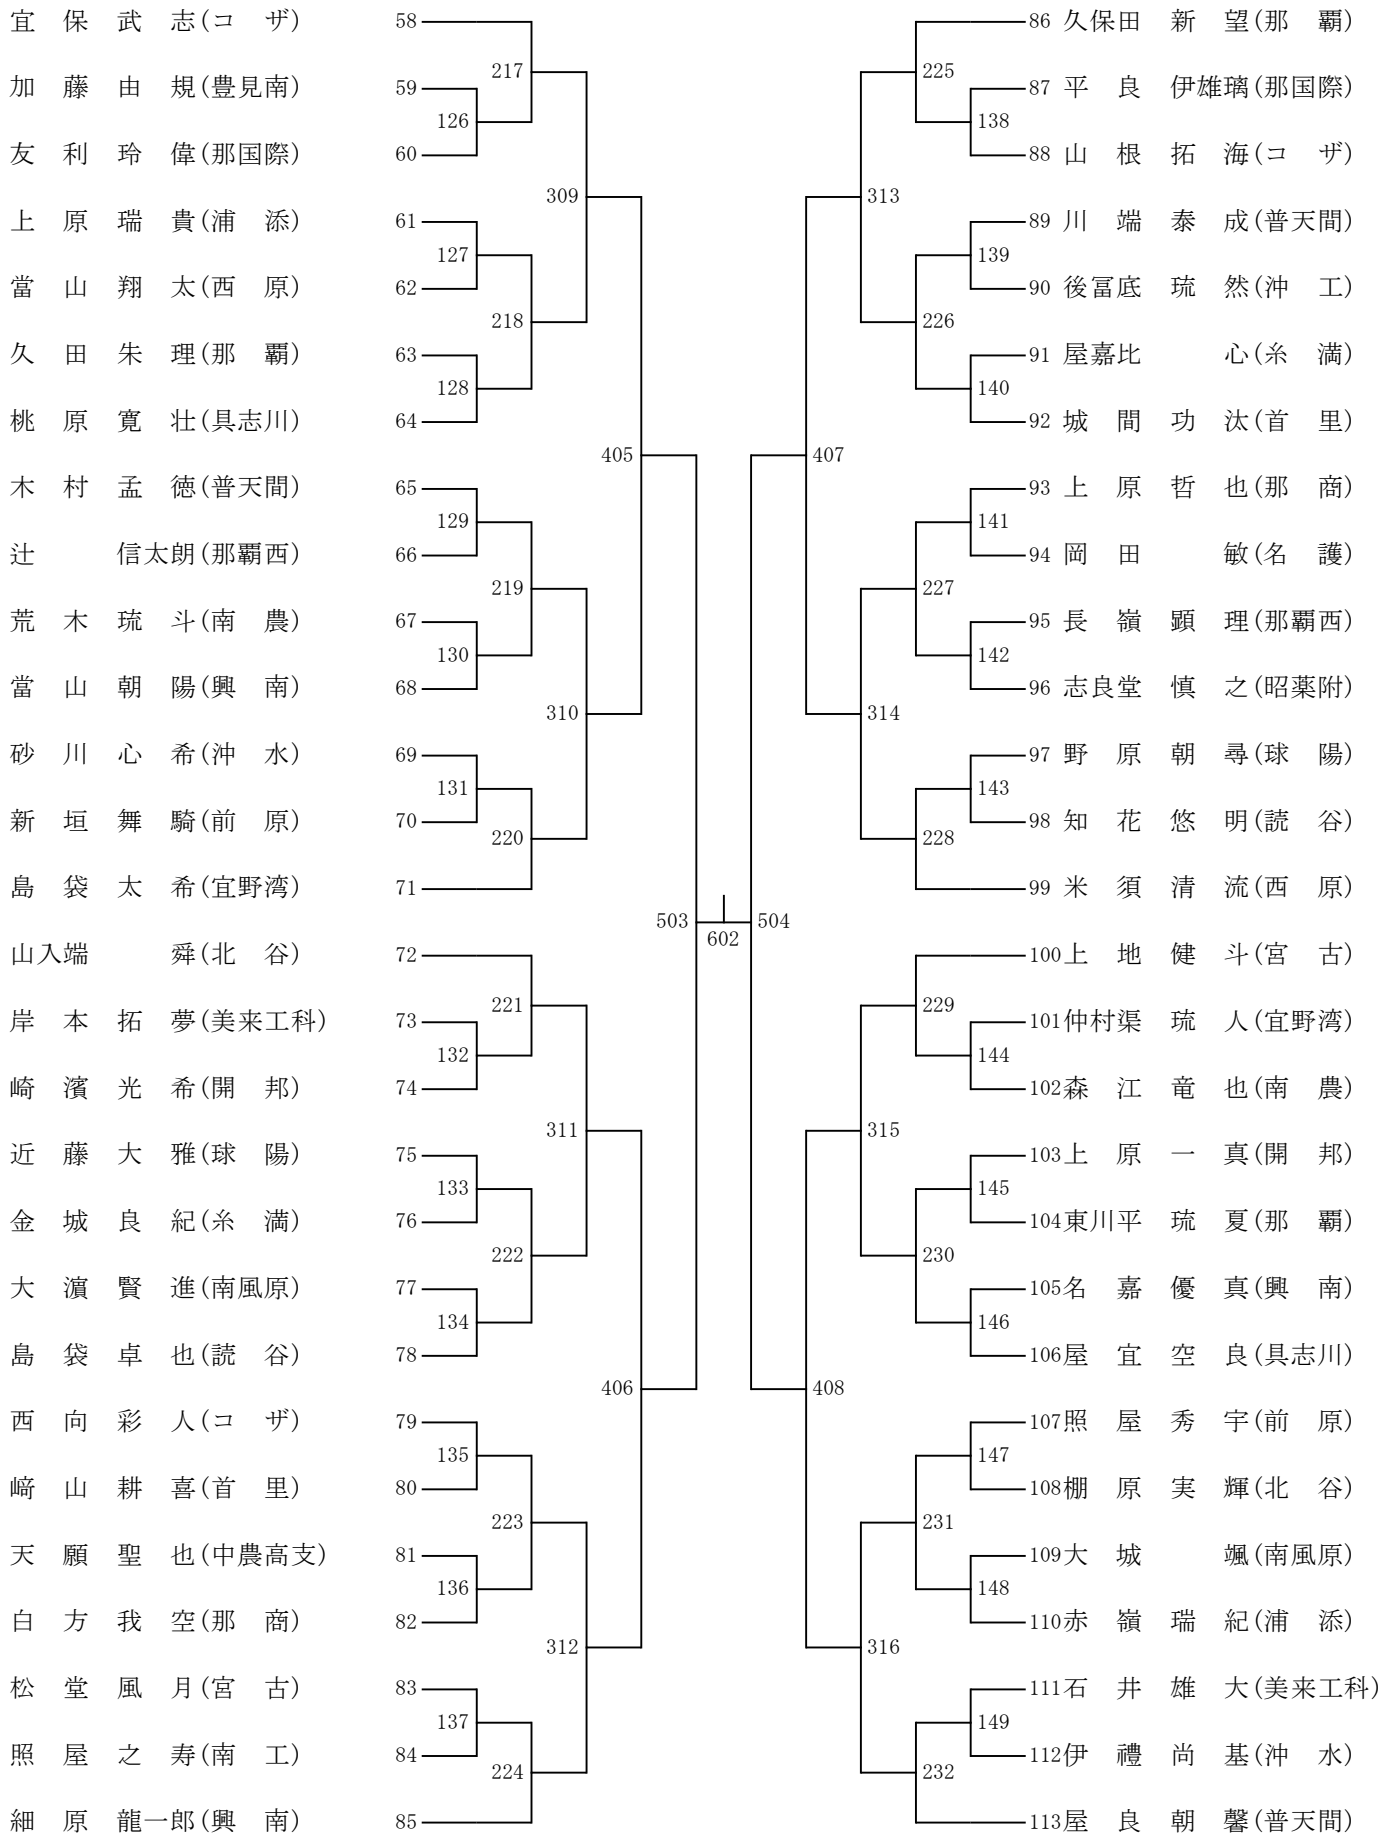 宜保武志(コザ) 58
217
加藤由規(豊見南) 59
126
友利玲偉(那国際) 60
309
上原瑞貴(浦添) 61
127
當山翔太(西原) 62
218
久田朱理(那覇) 63
128
桃原寛壮(具志川) 64
405
木村孟徳(普天間) 65
129
辻信太朗(那覇西) 66
219
荒木琉斗(南農) 67
130
當山朝陽(興南) 68
310
砂川心希(沖水) 69
131
新垣舞騎(前原) 70
220
島袋太希(宜野湾) 71
503
602
山入端舜(北谷) 72
221
岸本拓夢(美来工科) 73
132
崎濱光希(開邦) 74
311
近藤大雅(球陽) 75
133
金城良紀(糸満) 76
222
大濵賢進(南風原) 77
134
島袋卓也(読谷) 78
406
西向彩人(コザ) 79
135
﨑山耕喜(首里) 80
223
天願聖也(中農高支) 81
136
白方我空(那商) 82
312
松堂風月(宮古) 83
137
照屋之寿(南工) 84
224
細原龍一郎(興南) 85
86 久保田新望(那覇)
225
87 平良伊雄璃(那国際)
138
88 山根拓海(コザ)
313
89 川端泰成(普天間)
139
90 後冨底琉然(沖工)
226
91 屋嘉比心(糸満)
140
92 城間功汰(首里)
407
93 上原哲也(那商)
141
94 岡田敏(名護)
227
95 長嶺顕理(那覇西)
142
96 志良堂慎之(昭薬附)
314
97 野原朝尋(球陽)
143
98 知花悠明(読谷)
228
99 米須清流(西原)
504
100 上地健斗(宮古)
229
101 仲村渠琉人(宜野湾)
144
102 森江竜也(南農)
315
103 上原一真(開邦)
145
104 東川平琉夏(那覇)
230
105 名嘉優真(興南)
146
106 屋宜空良(具志川)
408
107 照屋秀宇(前原)
147
108 棚原実輝(北谷)
231
109 大城颯(南風原)
148
110 赤嶺瑞紀(浦添)
316
111 石井雄大(美来工科)
149
112 伊禮尚基(沖水)
232
113 屋良朝馨(普天間)